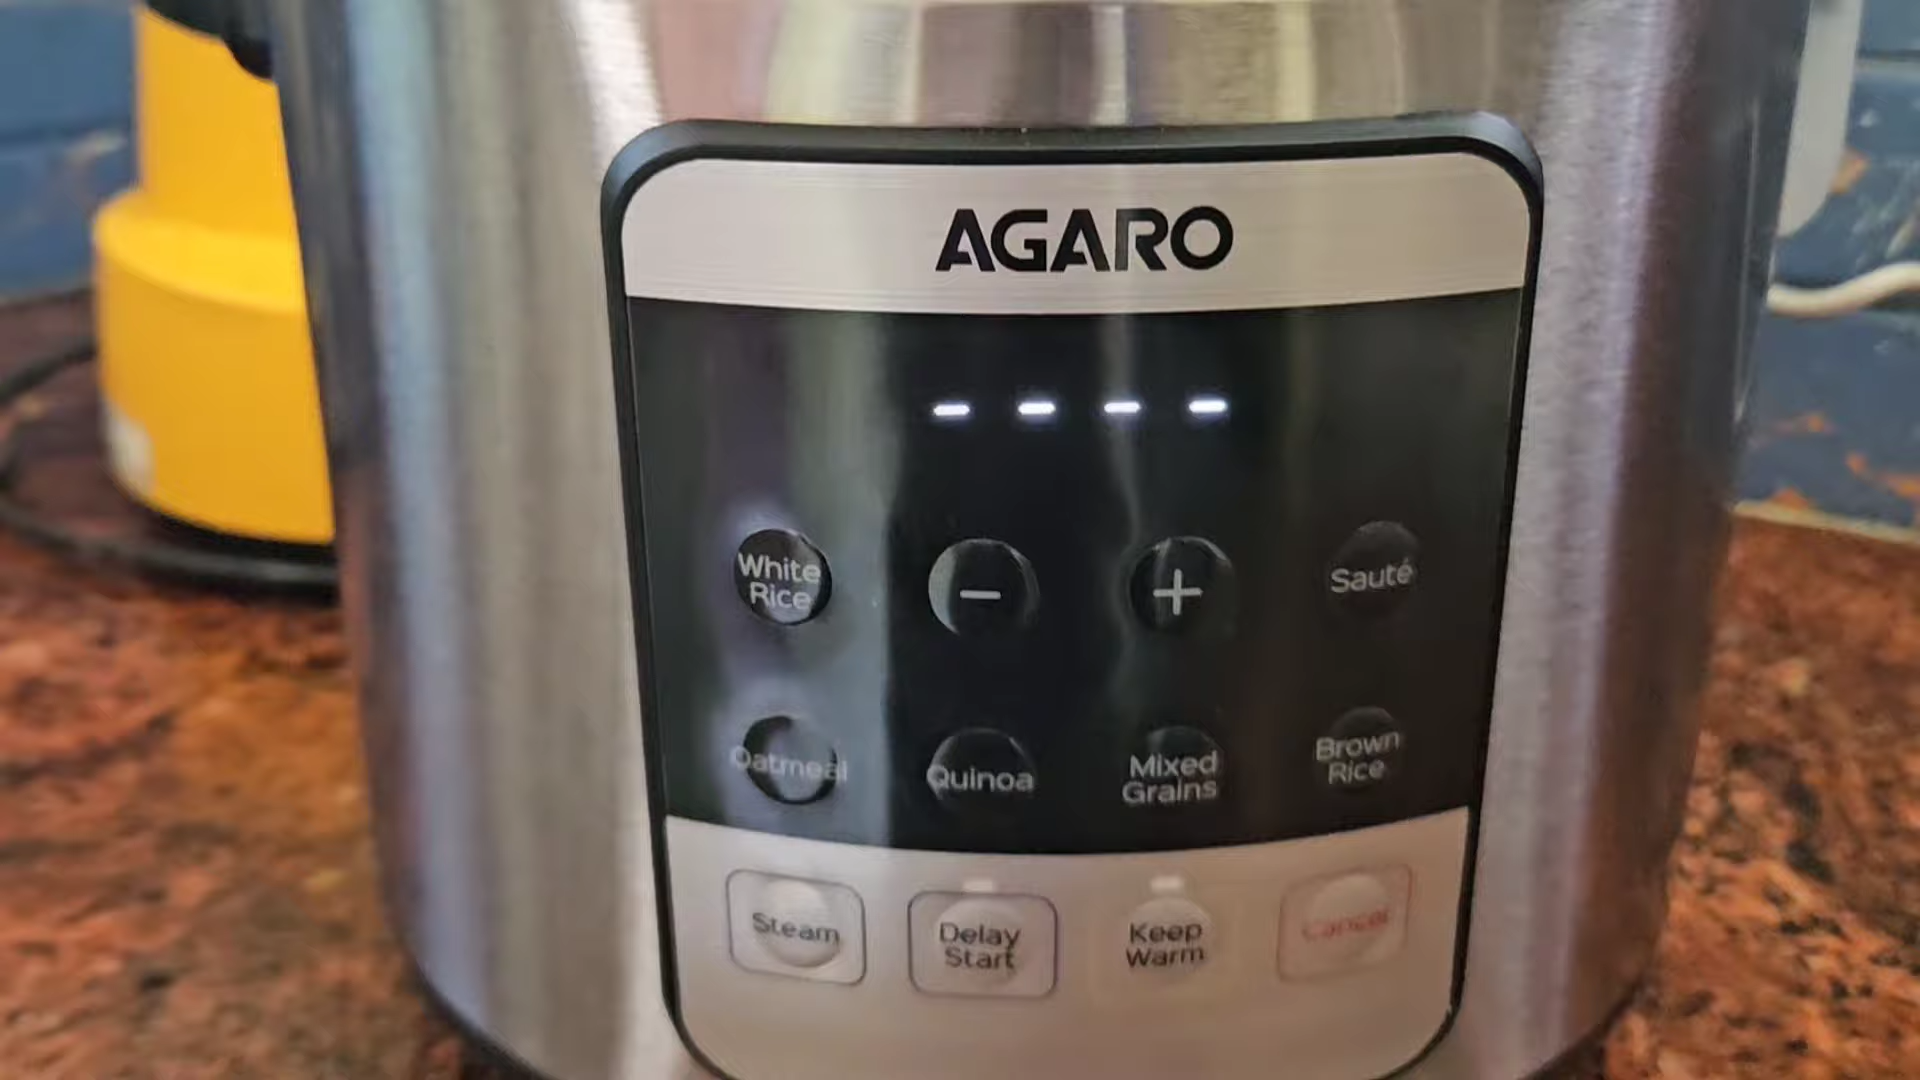 AGARO
- - - -
White
Rice
−
+
Sauté
Oatmeal
Quinoa
Mixed
Grains
Brown
Rice
Steam
Delay
Start
Keep
Warm
Cancel